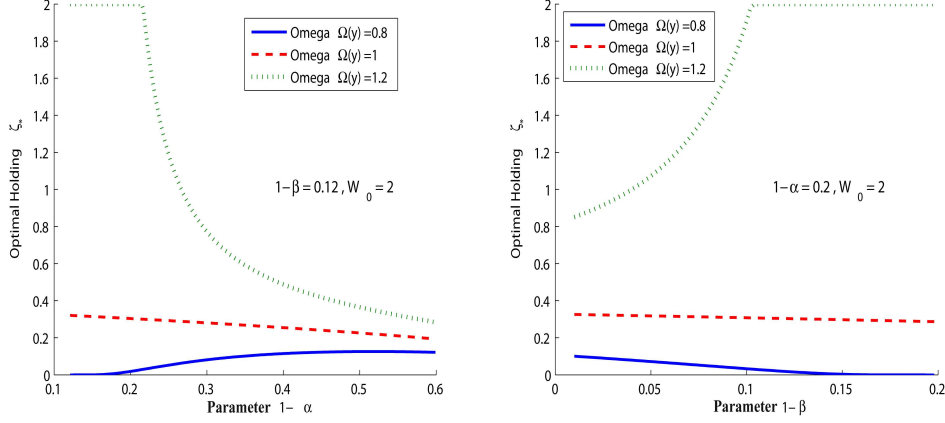 2
1.8
1.6
1.4
1.2
1
0.8
0.6
0.4
0.2
0
Optimal Holding ζ*
Omega Ω(y) =0.8
Omega Ω(y) =1
Omega Ω(y) =1.2
1−β = 0.12 , W0 = 2
0.1 0.2 0.3 0.4 0.5 0.6
Parameter 1− α
2
1.8
1.6
1.4
1.2
1
0.8
0.6
0.4
0.2
0
Optimal Holding ζ*
Omega Ω(y) =0.8
Omega Ω(y) =1
Omega Ω(y) =1.2
1−α = 0.2 , W0 = 2
0 0.05 0.1 0.15 0.2
Parameter 1− β